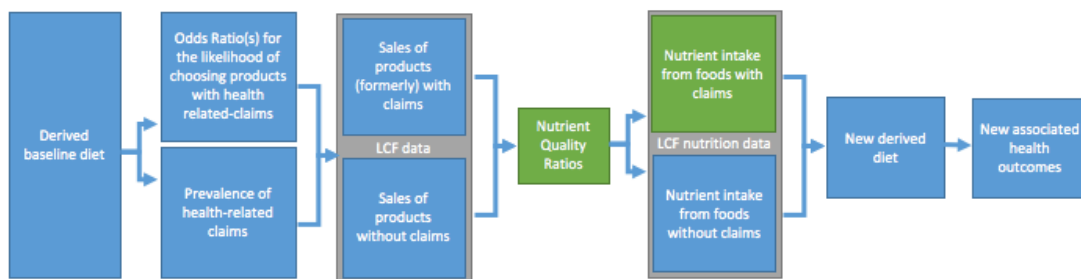 Derived
baseline diet
Odds Ratio(s) for
the likelihood of
choosing products
with health
related-claims
Prevalence of
health-related
claims
Sales of
products
(formerly) with
claims
LCF data
Sales of
products
without claims
Nutrient
Quality
Ratios
Nutrient intake
from foods with
claims
LCF nutrition data
Nutrient intake
from foods
without claims
New derived
diet
New associated
health
outcomes